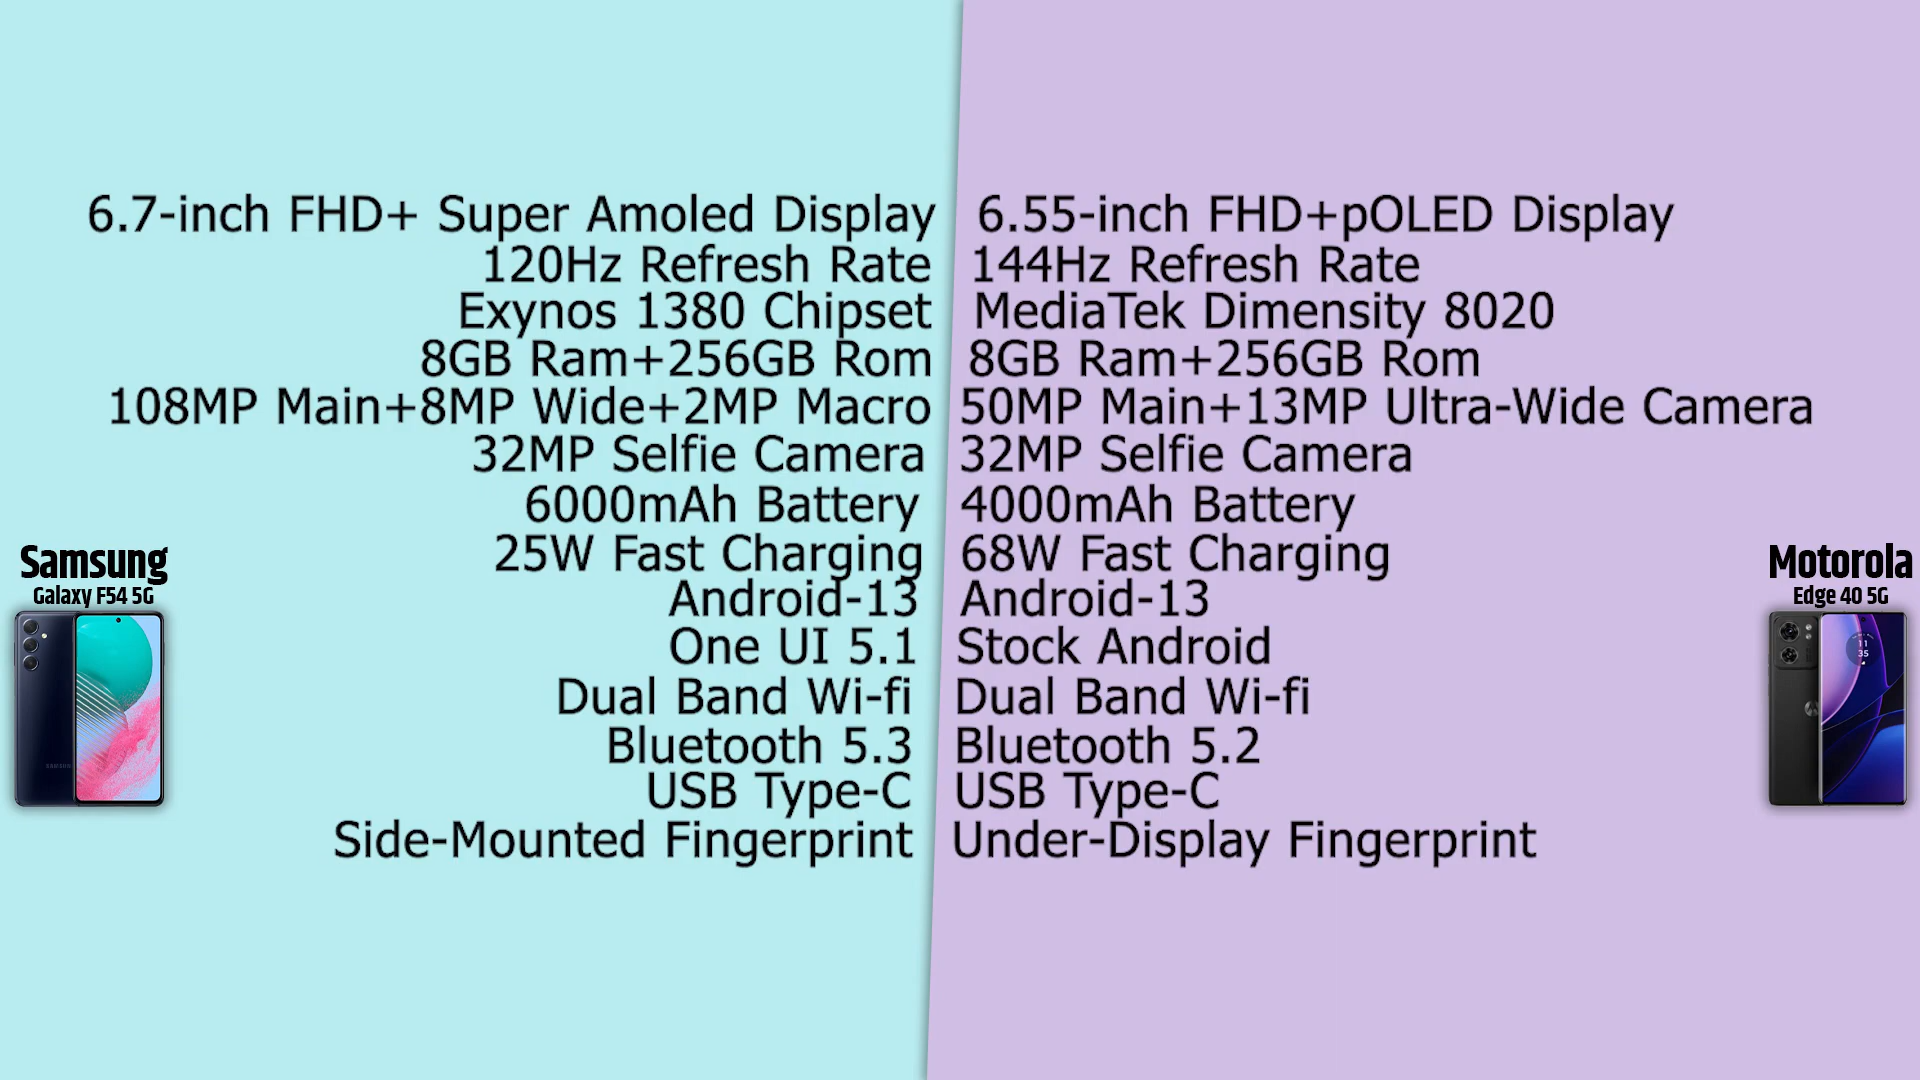 6.7-inch FHD+ Super Amoled Display
120Hz Refresh Rate
Exynos 1380 Chipset
8GB Ram+256GB Rom
108MP Main+8MP Wide+2MP Macro
32MP Selfie Camera
6000mAh Battery
25W Fast Charging
Android-13
One UI 5.1
Dual Band Wi-fi
Bluetooth 5.3
USB Type-C
Side-Mounted Fingerprint
Samsung
Galaxy F54 5G
SAMSUNG
6.55-inch FHD+pOLED Display
144Hz Refresh Rate
MediaTek Dimensity 8020
8GB Ram+256GB Rom
50MP Main+13MP Ultra-Wide Camera
32MP Selfie Camera
4000mAh Battery
68W Fast Charging
Android-13
Stock Android
Dual Band Wi-fi
Bluetooth 5.2
USB Type-C
Under-Display Fingerprint
Motorola
Edge 40 5G
11
35